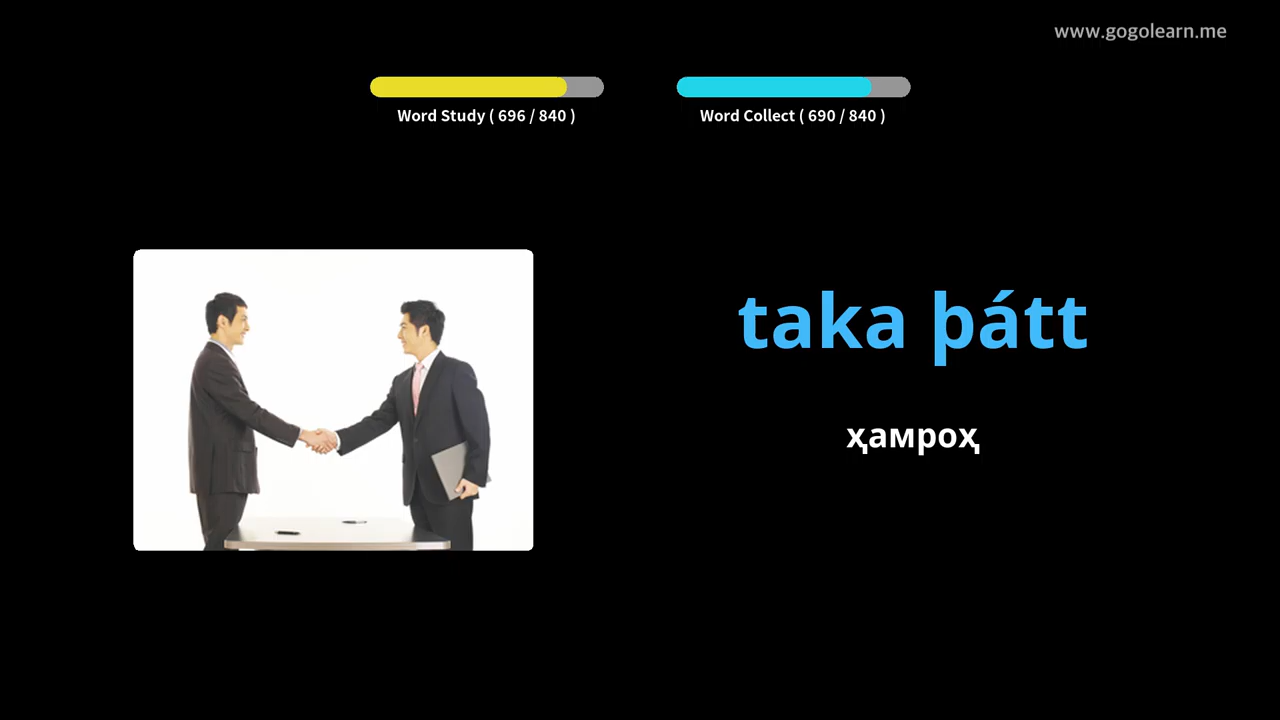 www.gogolearn.me
Word Study ( 696 / 840 )
Word Collect ( 690 / 840 )
taka þátt
ҳамроҳ